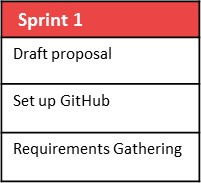 Sprint 1
Draft proposal
Set up GitHub
Requirements Gathering